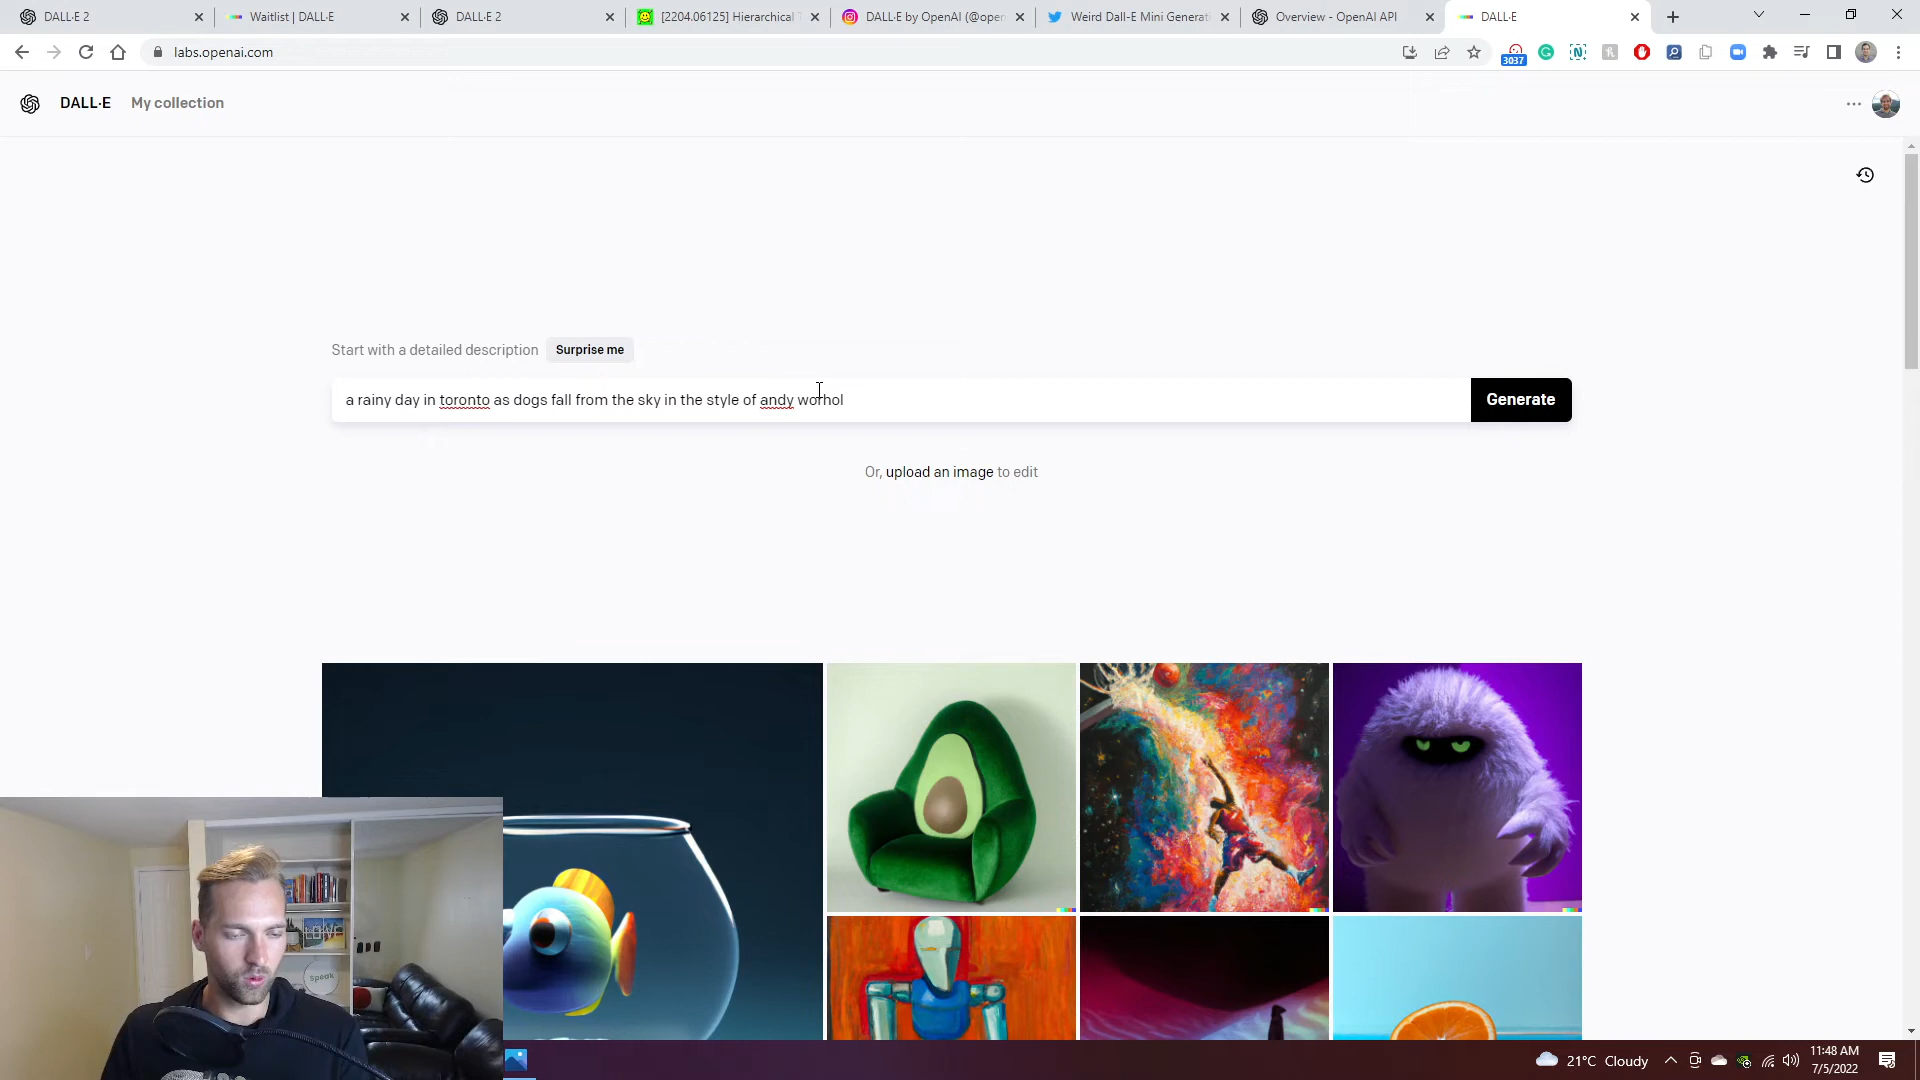 DALL·E 2
Waitlist | DALL·E
DALL·E 2
[2204.06125] Hierarchical T
DALL·E by OpenAI (@open
Weird Dall-E Mini Generati
Overview - OpenAI API
DALL·E
labs.openai.com
3037
DALL·E
My collection
Start with a detailed description
Surprise me
a rainy day in toronto as dogs fall from the sky in the style of andy worhol
Generate
Or, upload an image to edit
Speak
21°C Cloudy
11:48 AM
7/5/2022